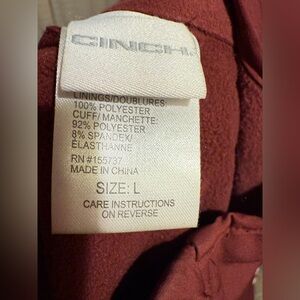 CINCH
LININGS/DOUBLURES:
100% POLYESTER
CUFF/ MANCHETTE:
92% POLYESTER
8% SPANDEX/
ÉLASTHANNE
RN #155737
MADE IN CHINA
SIZE: L
CARE INSTRUCTIONS
ON REVERSE